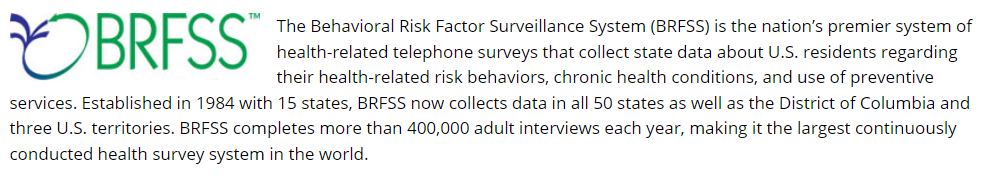 BRFSS™
The Behavioral Risk Factor Surveillance System (BRFSS) is the nation’s premier system of
health-related telephone surveys that collect state data about U.S. residents regarding
their health-related risk behaviors, chronic health conditions, and use of preventive
services. Established in 1984 with 15 states, BRFSS now collects data in all 50 states as well as the District of Columbia and
three U.S. territories. BRFSS completes more than 400,000 adult interviews each year, making it the largest continuously
conducted health survey system in the world.